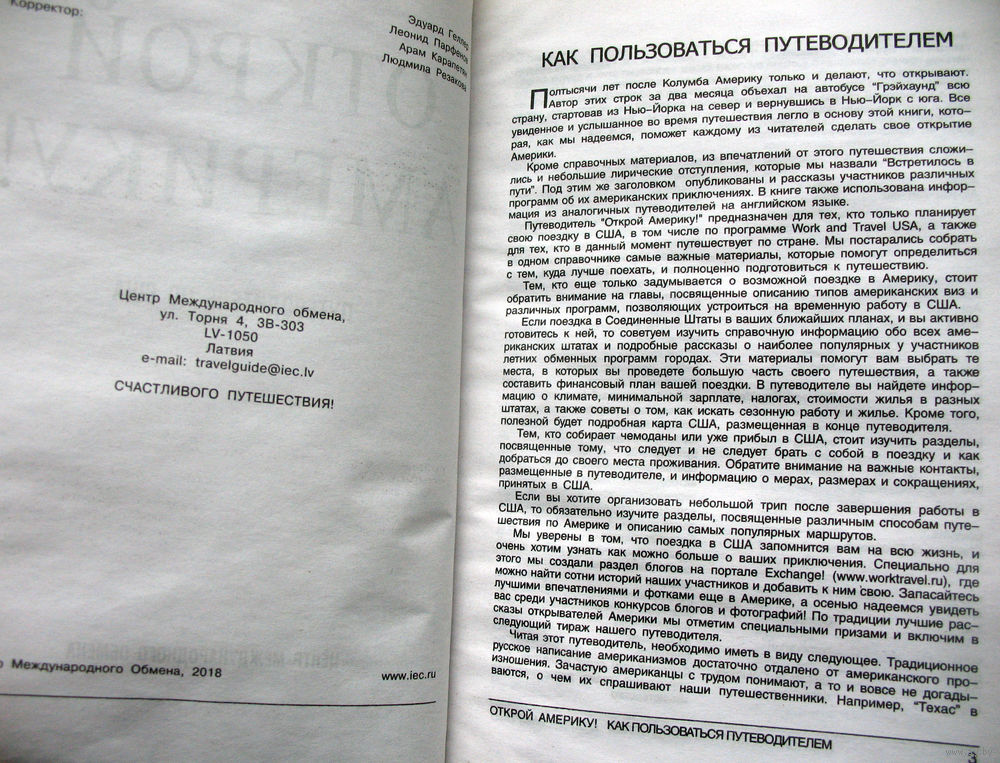 Корректор:
Эдуард Геллер
Леонид Парфенов
Арам Карапетян
Людмила Резакова
Центр Международного обмена,
ул. Торня 4, 3В-303
LV-1050
Латвия
e-mail: travelguide@iec.lv
СЧАСТЛИВОГО ПУТЕШЕСТВИЯ!
Международного Обмена, 2018
www.iec.ru
КАК ПОЛЬЗОВАТЬСЯ ПУТЕВОДИТЕЛЕМ
Полтысячи лет после Колумба Америку только и делают, что открывают.
Автор этих строк за два месяца объехал на автобусе "Грэйхаунд" всю
страну, стартовав из Нью–Йорка на север и вернувшись в Нью–Йорк с юга. Все
увиденное и услышанное во время путешествия легло в основу этой книги, кото–
рая, как мы надеемся, поможет каждому из читателей сделать свое открытие
Америки.
Кроме справочных материалов, из впечатлений от этого путешествия сложи–
лись и небольшие лирические отступления, которые мы назвали "Встретилось в
пути". Под этим же заголовком опубликованы и рассказы участников различных
программ об их американских приключениях. В книге также использована инфор–
мация из аналогичных путеводителей на английском языке.
Путеводитель "Открой Америку!" предназначен для тех, кто только планирует
свою поездку в США, в том числе по программе Work and Travel USA, а также
для тех, кто в данный момент путешествует по стране. Мы постарались собрать
в одном справочнике самые важные материалы, которые помогут определиться
с тем, куда лучше поехать, и полноценно подготовиться к путешествию.
Тем, кто еще только задумывается о возможной поездке в Америку, стоит
обратить внимание на главы, посвященные описанию типов американских виз и
различных программ, позволяющих устроиться на временную работу в США.
Если поездка в Соединенные Штаты в ваших ближайших планах, и вы активно
готовитесь к ней, то советуем изучить справочную информацию обо всех аме–
риканских штатах и подробные рассказы о наиболее популярных у участников
летних обменных программ городах. Эти материалы помогут вам выбрать те
места, в которых вы проведете большую часть своего путешествия, а также
составить финансовый план вашей поездки. В путеводителе вы найдете инфор–
мацию о климате, минимальной зарплате, налогах, стоимости жилья в разных
штатах, а также советы о том, как искать сезонную работу и жилье. Кроме того,
полезной будет подробная карта США, размещенная в конце путеводителя.
Тем, кто собирает чемоданы или уже прибыл в США, стоит изучить разделы,
посвященные тому, что следует и не следует брать с собой в поездку и как
добраться до своего места проживания. Обратите внимание на важные контакты,
размещенные в путеводителе, и информацию о мерах, размерах и сокращениях,
принятых в США.
Если вы хотите организовать небольшой трип после завершения работы в
США, то обязательно изучите разделы, посвященные различным способам путе–
шествия по Америке и описанию самых популярных маршрутов.
Мы уверены в том, что поездка в США запомнится вам на всю жизнь, и
очень хотим узнать как можно больше о ваших приключения. Специально для
этого мы создали раздел блогов на портале Exchange! (www.worktravel.ru), где
можно найти сотни историй наших участников и добавить к ним свою. Запасайтесь
лучшими впечатлениями и фотками еще в Америке, а осенью надеемся увидеть
вас среди участников конкурсов блогов и фотографий! По традиции лучшие рас–
сказы открывателей Америки мы отметим специальными призами и включим в
следующий тираж нашего путеводителя.
Читая этот путеводитель, необходимо иметь в виду следующее. Традиционное
русское написание американизмов достаточно отдалено от американского про–
изношения. Зачастую американцы с трудом понимают, а то и вовсе не догады–
ваются, о чем их спрашивают наши путешественники. Например, "Техас" в
ОТКРОЙ АМЕРИКУ! КАК ПОЛЬЗОВАТЬСЯ ПУТЕВОДИТЕЛЕМ
3